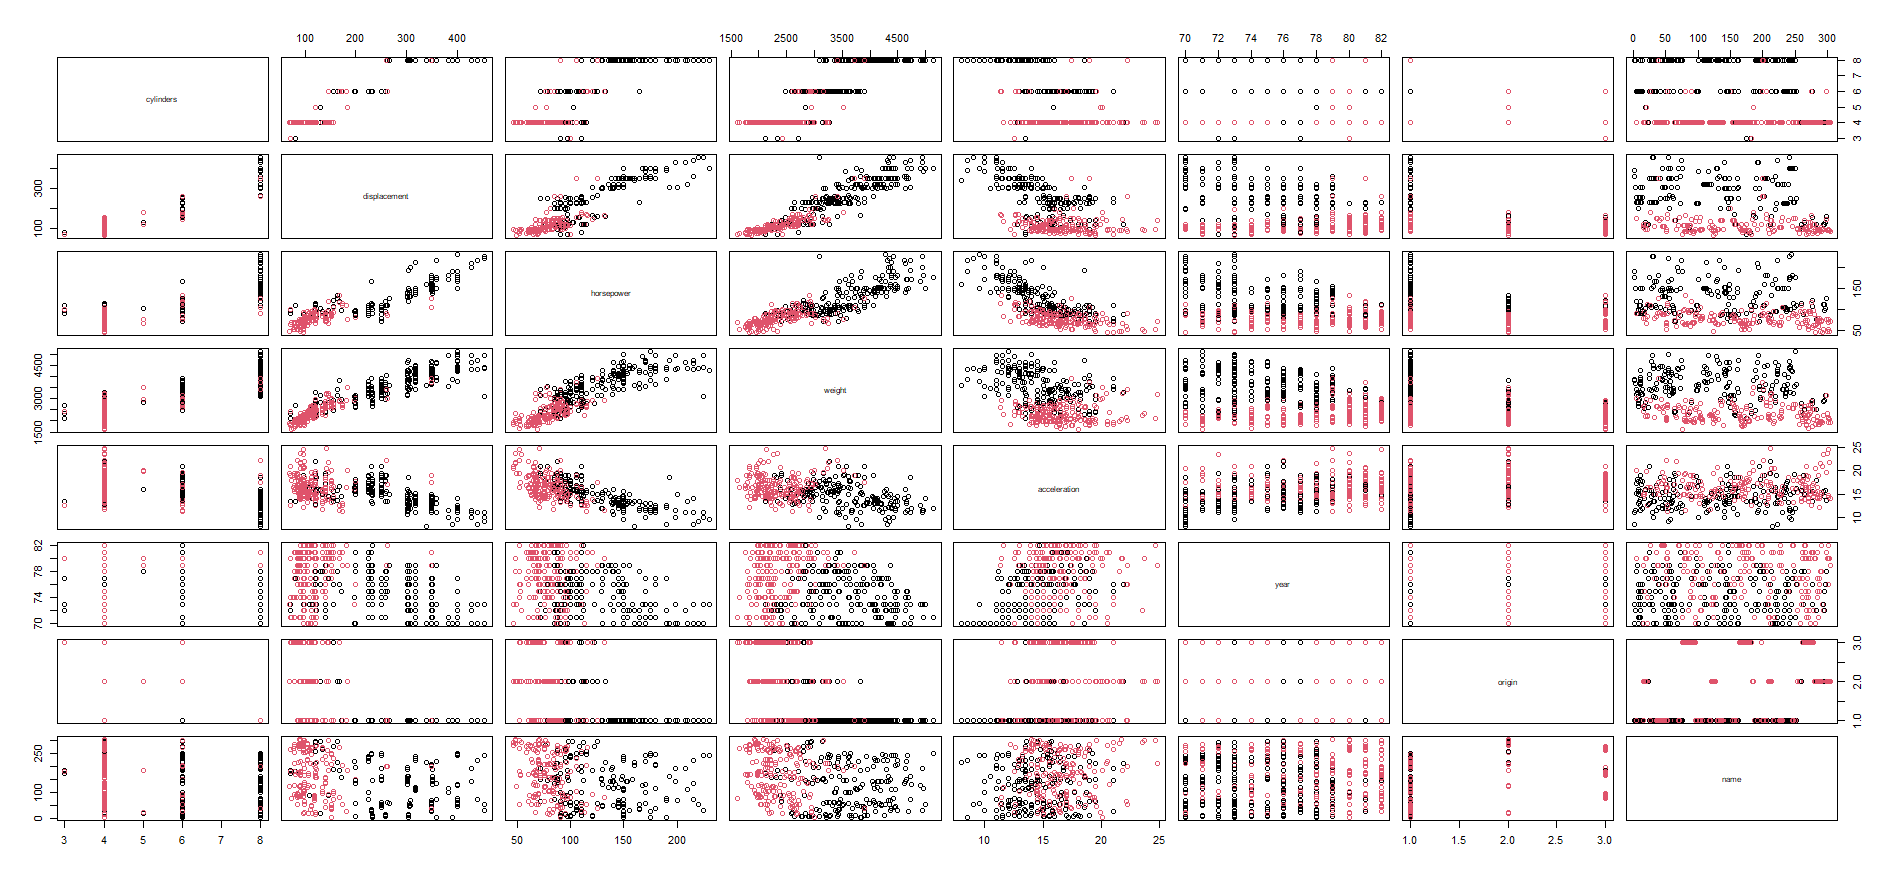 100 200 300 400
1500 2500 3500 4500
70 72 74 76 78 80 82
0 50 100 150 200 250 300
cylinders
3 4 5 6 7 8
displacement
100 300
horsepower
50 150
weight
1500 3000 4500
acceleration
10 15 20 25
year
70 74 78 82
origin
1.0 2.0 3.0
name
0 100 250
3 4 5 6 7 8
50 100 150 200
10 15 20 25
1.0 1.5 2.0 2.5 3.0